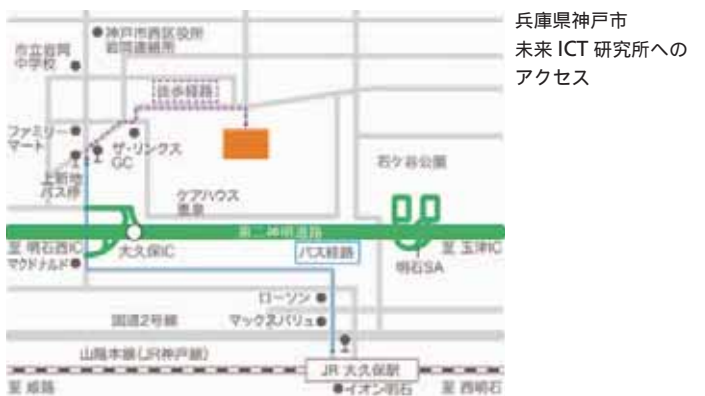 兵庫県神戸市
未来 ICT 研究所への
アクセス
神戸市西区役所
岩岡連絡所
市立岩岡
中学校
徒歩経路
ファミリー
マート
ザ・リンクス
GC
上新地
バス停
ケアハウス
恵泉
若ケ谷公園
第二神明道路
至 明石西IC
大久保IC
バス経路
明石SA
至 玉津IC
マクドナルド
ローソン
国道2号線
マックスバリュ
山陽本線(JR神戸線)
JR 大久保駅
至 姫路
イオン明石
至 西明石